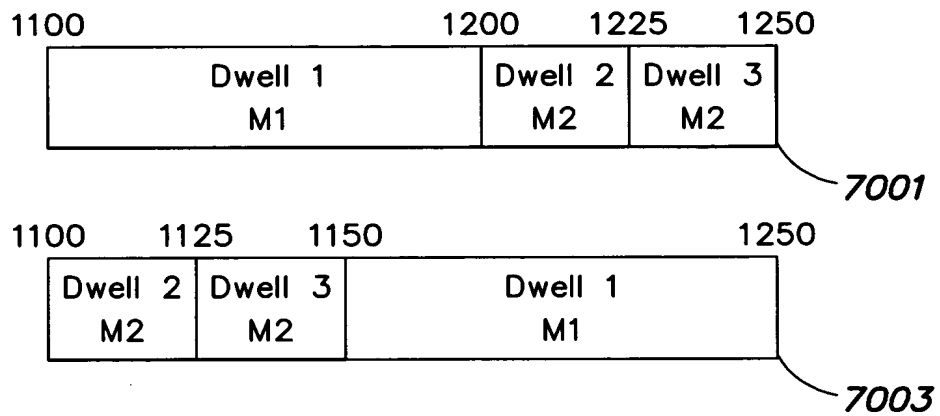 1100 1200 1225 1250
Dwell 1 Dwell 2 Dwell 3
M1 M2 M2
7001
1100 1125 1150 1250
Dwell 2 Dwell 3 Dwell 1
M2 M2 M1
7003